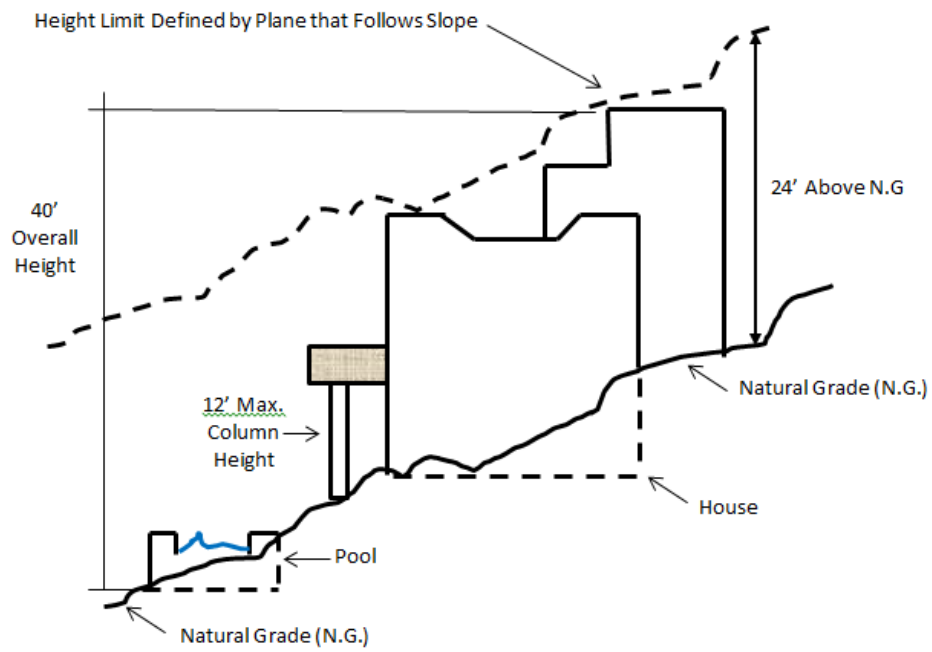 Height Limit Defined by Plane that Follows Slope
24’ Above N.G
40’
Overall
Height
Natural Grade (N.G.)
12’ Max.
Column
Height
House
Pool
Natural Grade (N.G.)